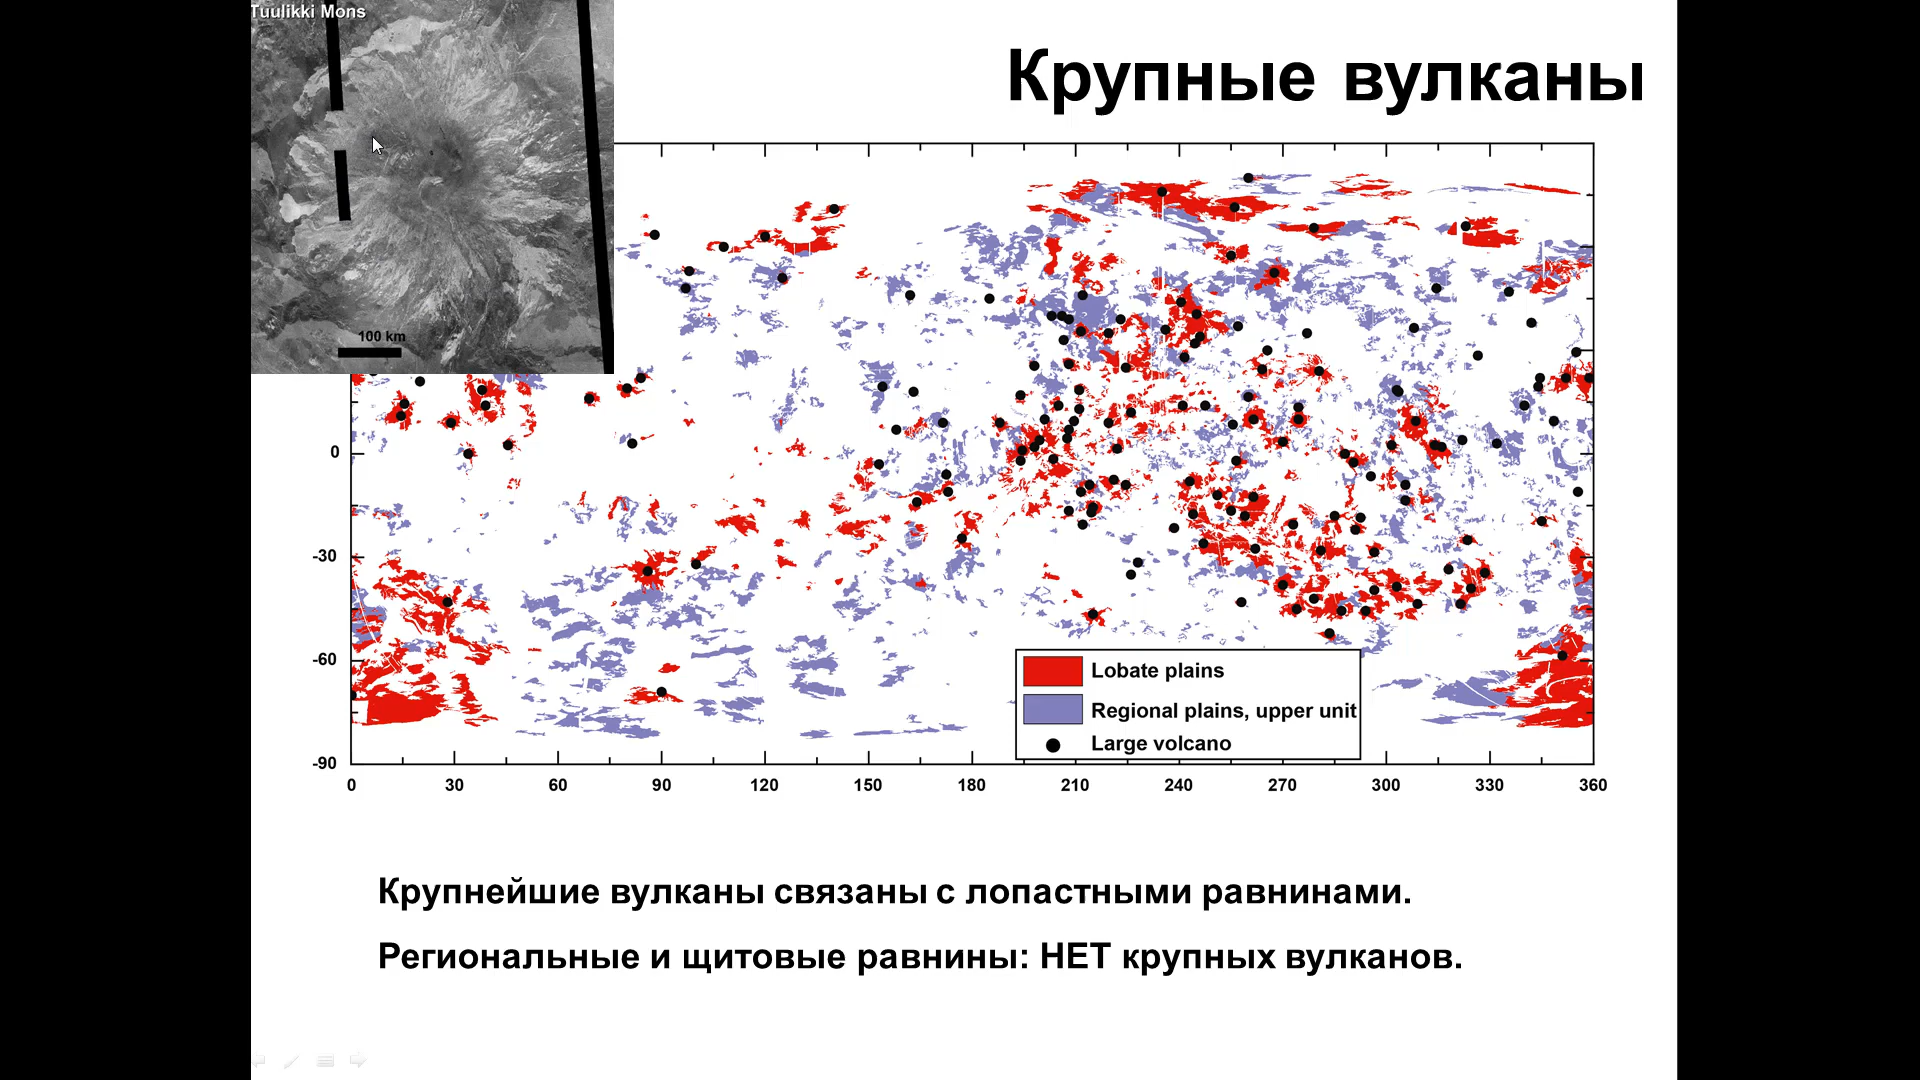 Tuulikki Mons
Крупные вулканы
100 km
0
-30
-60
-90
Lobate plains
Regional plains, upper unit
Large volcano
0 30 60 90 120 150 180 210 240 270 300 330 360
Крупнейшие вулканы связаны с лопастными равнинами.
Региональные и щитовые равнины: НЕТ крупных вулканов.